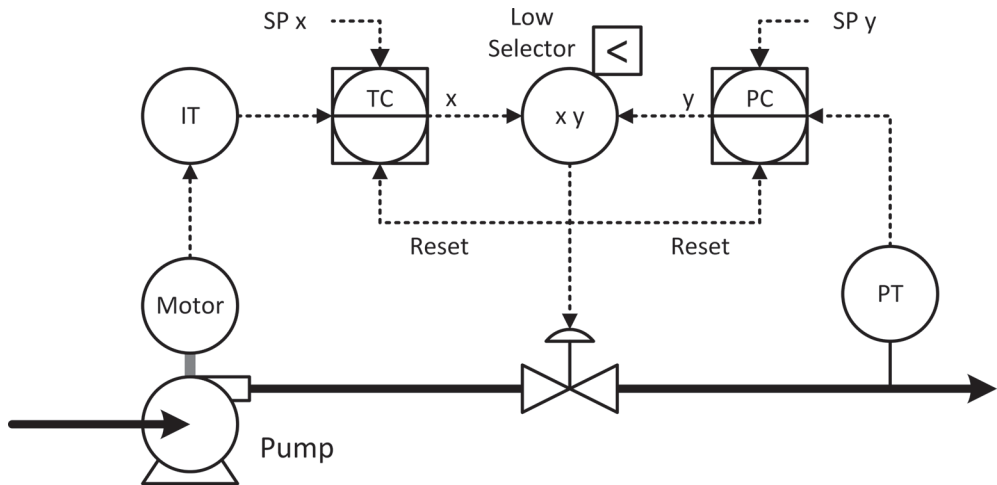 SP x
Low
Selector
<
SP y
IT
TC
x
x y
y
PC
Reset
Reset
Motor
PT
Pump